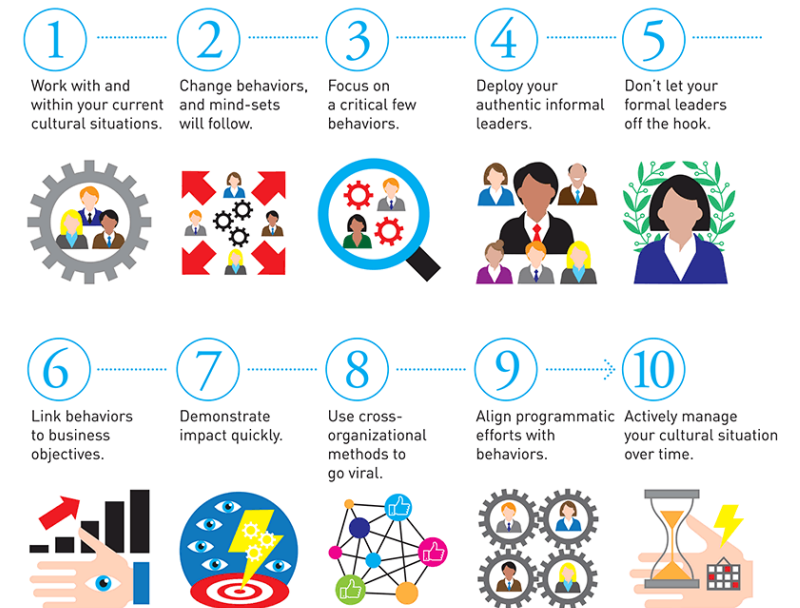 1
Work with and
within your current
cultural situations.
2
Change behaviors,
and mind-sets
will follow.
3
Focus on
a critical few
behaviors.
4
Deploy your
authentic informal
leaders.
5
Don't let your
formal leaders
off the hook.
6
Link behaviors
to business
objectives.
7
Demonstrate
impact quickly.
8
Use cross-
organizational
methods to
go viral.
9
Align programmatic
efforts with
behaviors.
10
Actively manage
your cultural situation
over time.